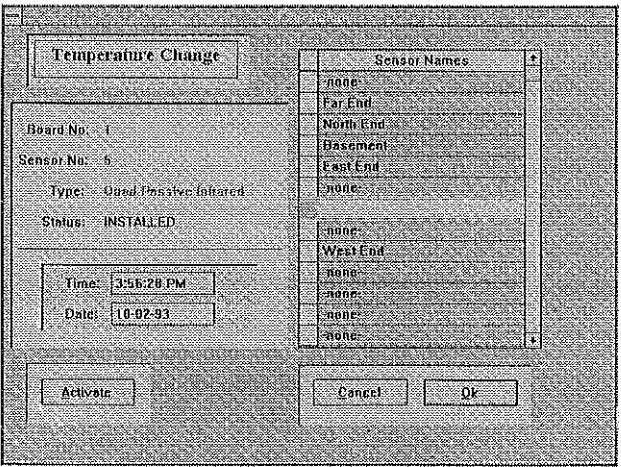 Temperature Change
Board No: 1
Sensor No: 5
Type: Quad Passive Infrared
Status: INSTALLED
Time: 3:56:28 PM
Date: 10-02-93
Activate
Sensor Names
-none-
Far End
North End
Basement
East End
-none-
-none-
West End
-none-
-none-
-none-
-none-
Cancel
Ok